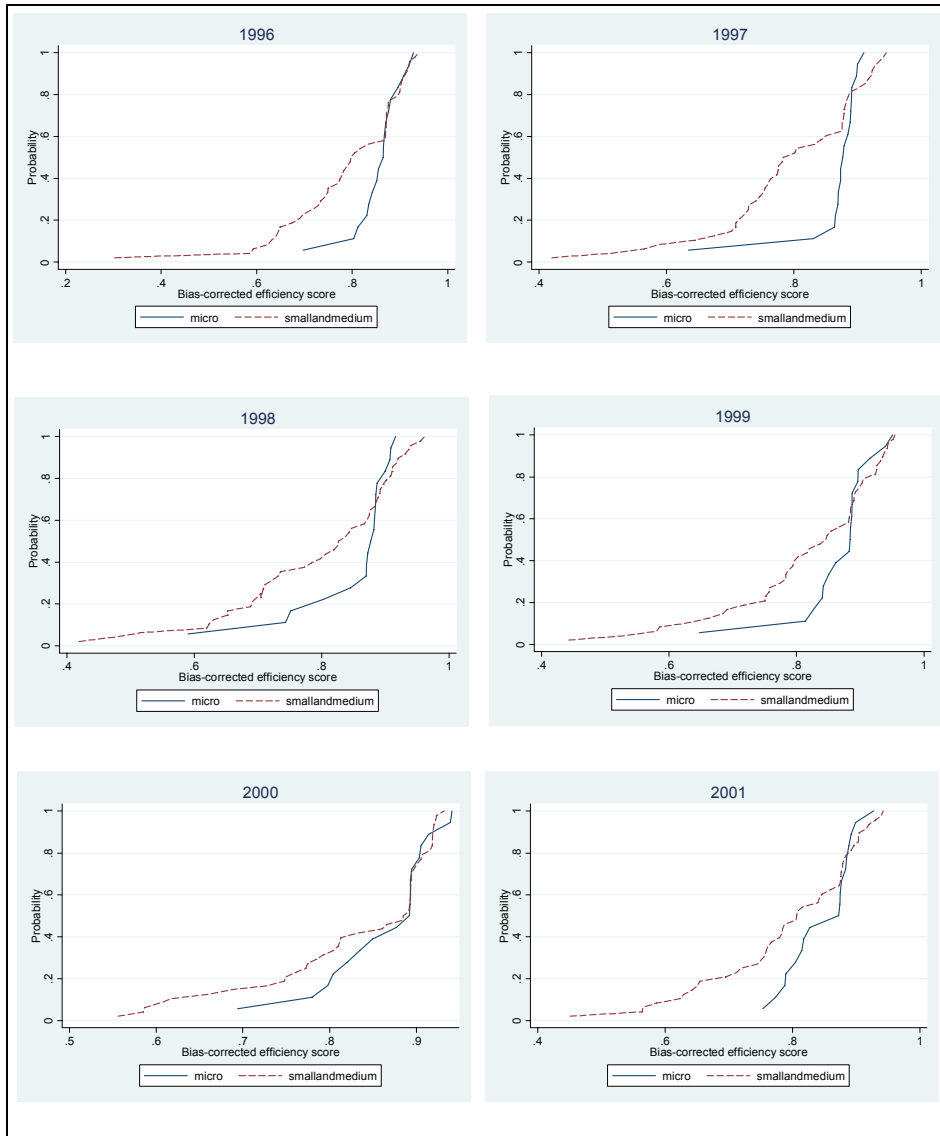 1996
Probability
0 .2 .4 .6 .8 1
.2 .4 .6 .8 1
Bias-corrected efficiency score
micro smallandmedium
1997
Probability
0 .2 .4 .6 .8 1
.4 .6 .8 1
Bias-corrected efficiency score
micro smallandmedium
1998
Probability
0 .2 .4 .6 .8 1
.4 .6 .8 1
Bias-corrected efficiency score
micro smallandmedium
1999
Probability
0 .2 .4 .6 .8 1
.4 .6 .8 1
Bias-corrected efficiency score
micro smallandmedium
2000
Probability
0 .2 .4 .6 .8 1
.5 .6 .7 .8 .9
Bias-corrected efficiency score
micro smallandmedium
2001
Probability
0 .2 .4 .6 .8 1
.4 .6 .8 1
Bias-corrected efficiency score
micro smallandmedium